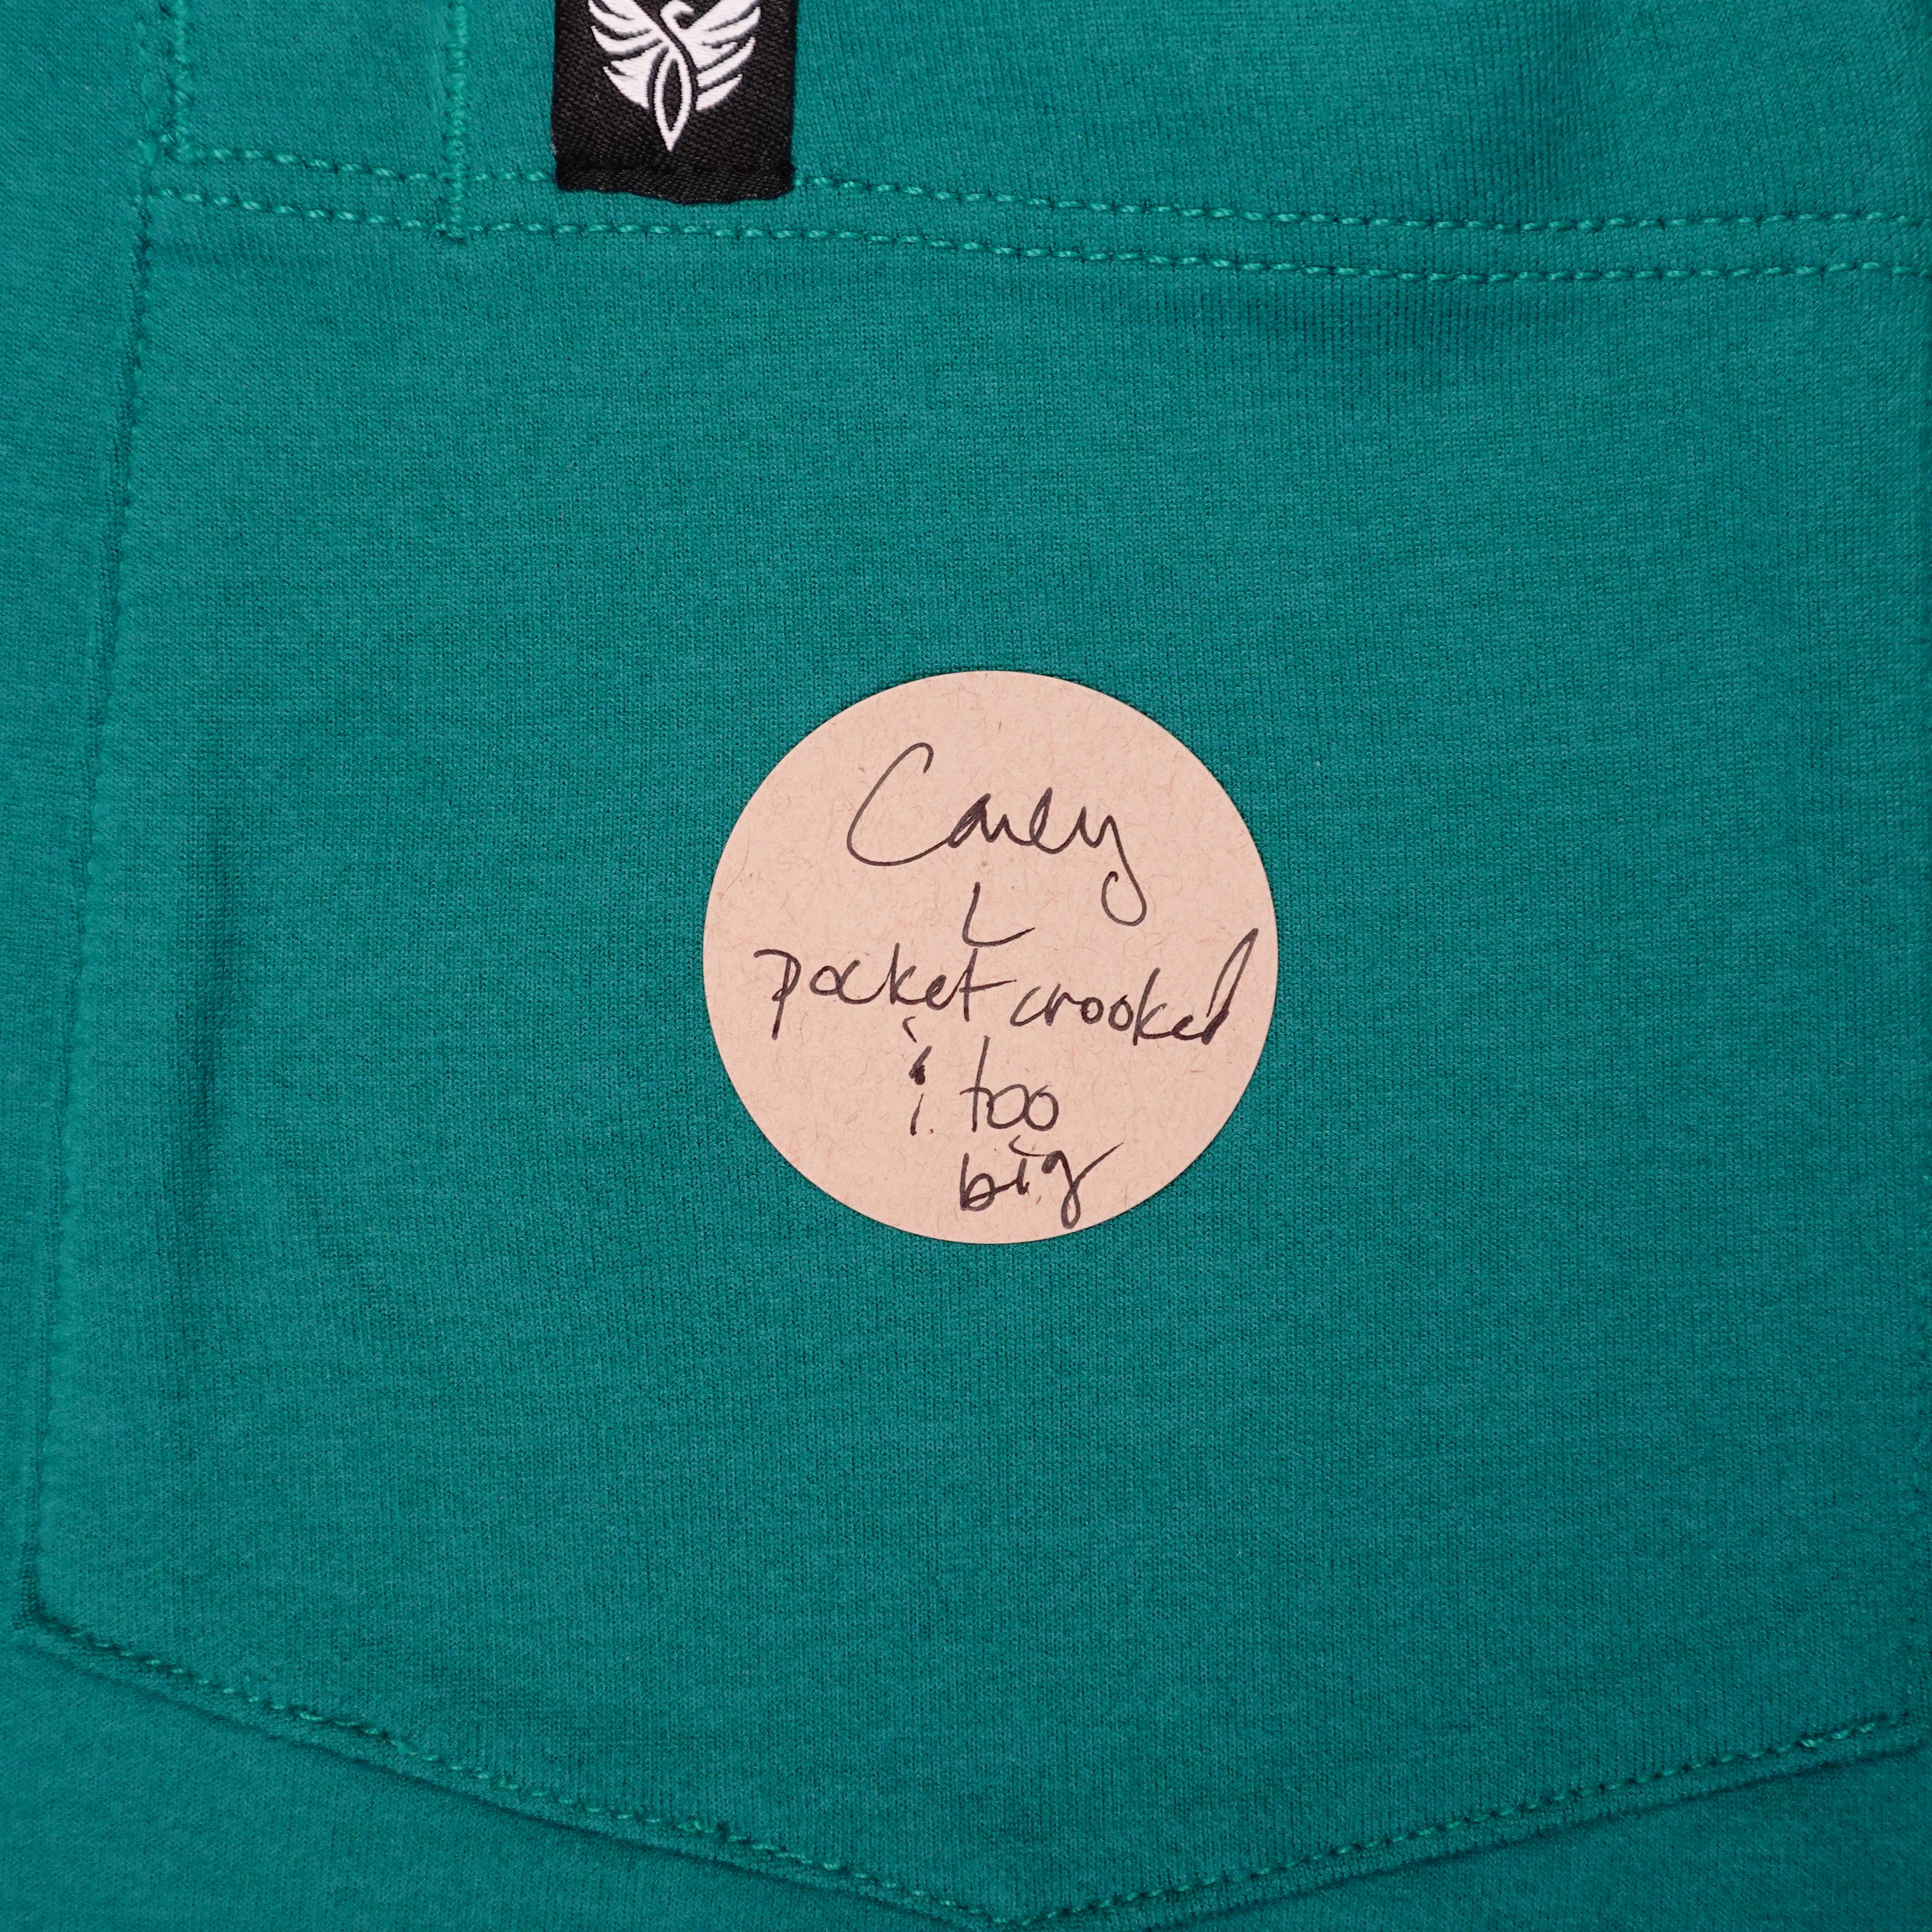 Carey
L
pocket crooked
& too
big